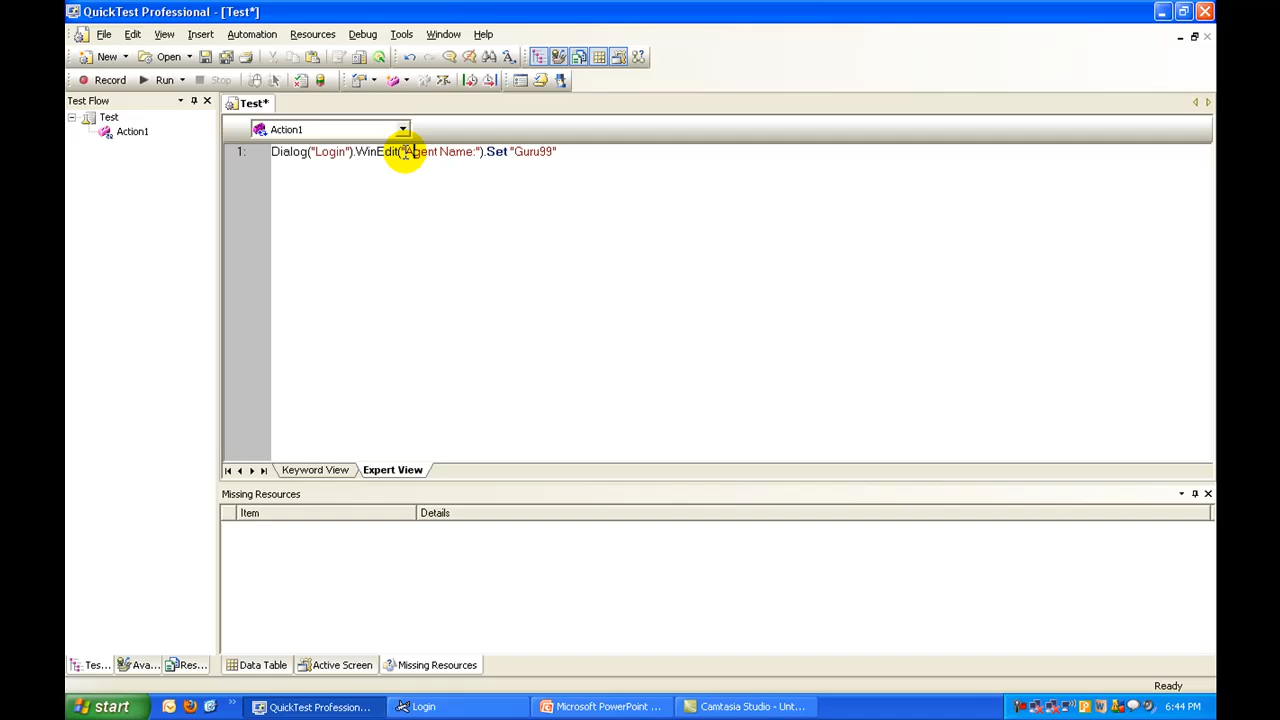 QuickTest Professional - [Test*]
File Edit View Insert Automation Resources Debug Tools Window Help
New Open
Record Run Stop
Test Flow
Test*
Test
Action1
Action1
1: Dialog("Login").WinEdit("Agent Name:").Set "Guru99"
Keyword View Expert View
Missing Resources
Item Details
Tes... Ava... Res... Data Table Active Screen Missing Resources
Ready
start QuickTest Profession... Login Microsoft PowerPoint ... Camtasia Studio - Unt... 6:44 PM